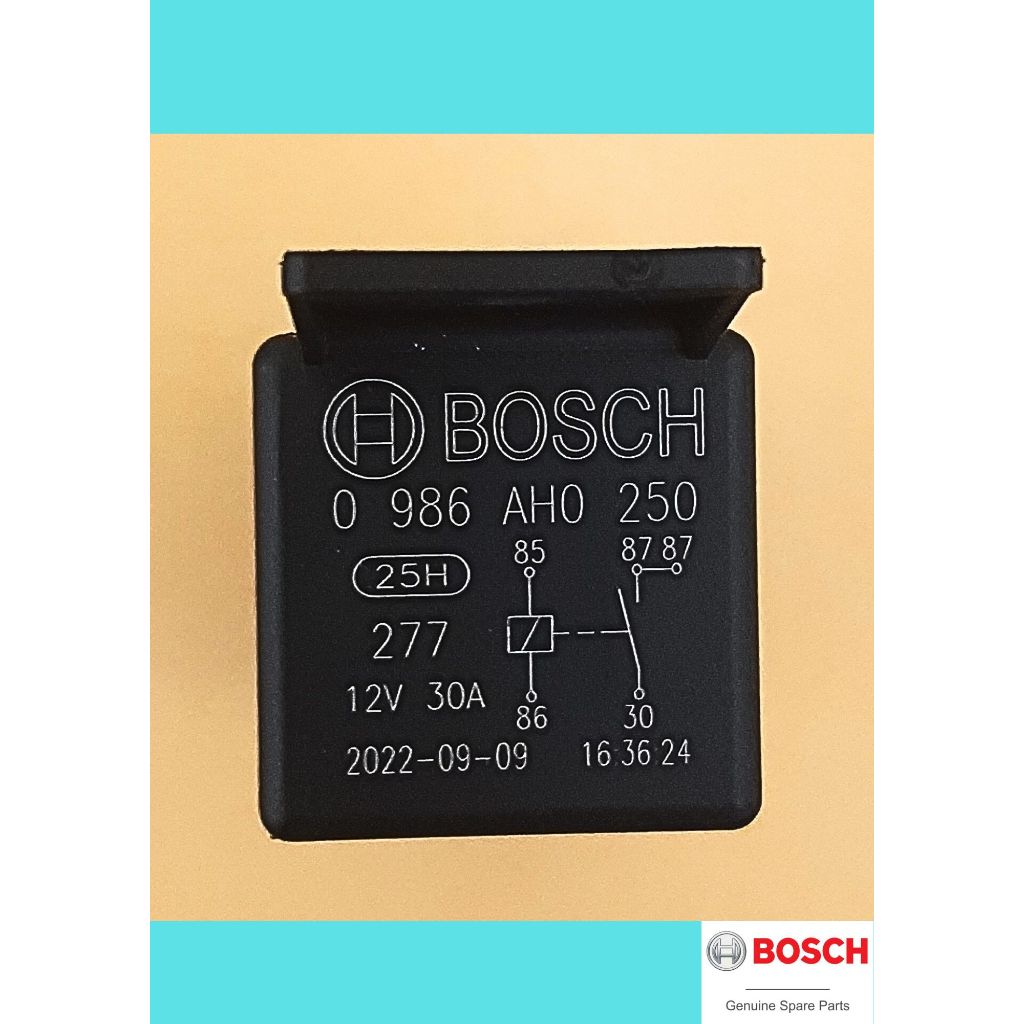 BOSCH
0 986 AH0 250
25H
277
12V 30A
85
86
87 87
30
2022-09-09 16:36:24
BOSCH
Genuine Spare Parts